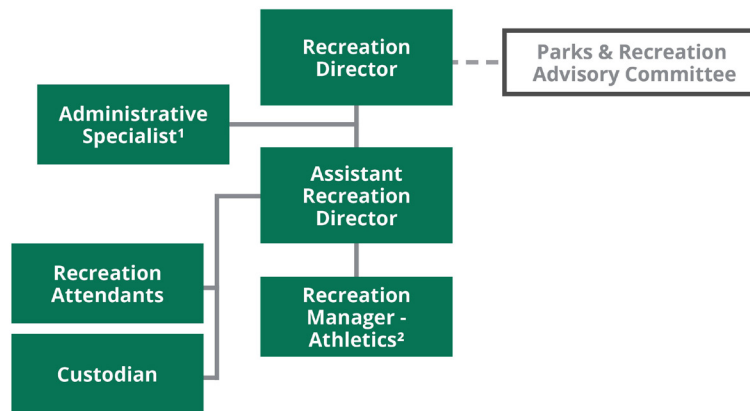 Recreation
Director
Parks & Recreation
Advisory Committee
Administrative
Specialist¹
Assistant
Recreation
Director
Recreation
Attendants
Recreation
Manager -
Athletics²
Custodian